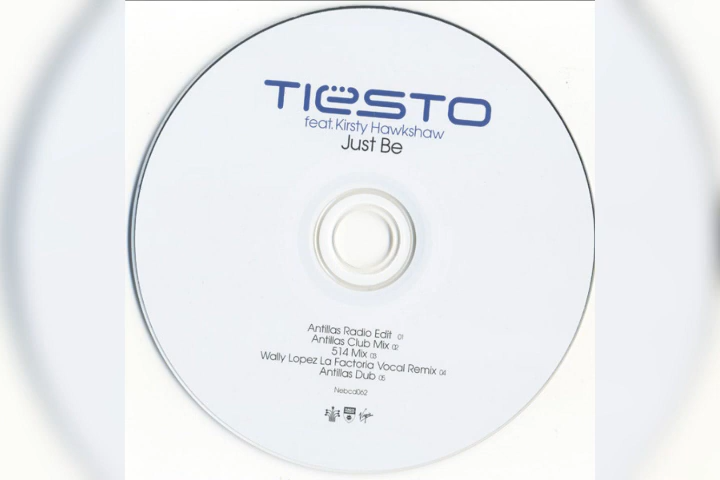 TIËSTO
feat. Kirsty Hawkshaw
Just Be
Antillas Radio Edit 01
Antillas Club Mix 02
514 Mix 03
Wally Lopez La Factoria Vocal Remix 04
Antillas Dub 05
Nebcd062
Virgin